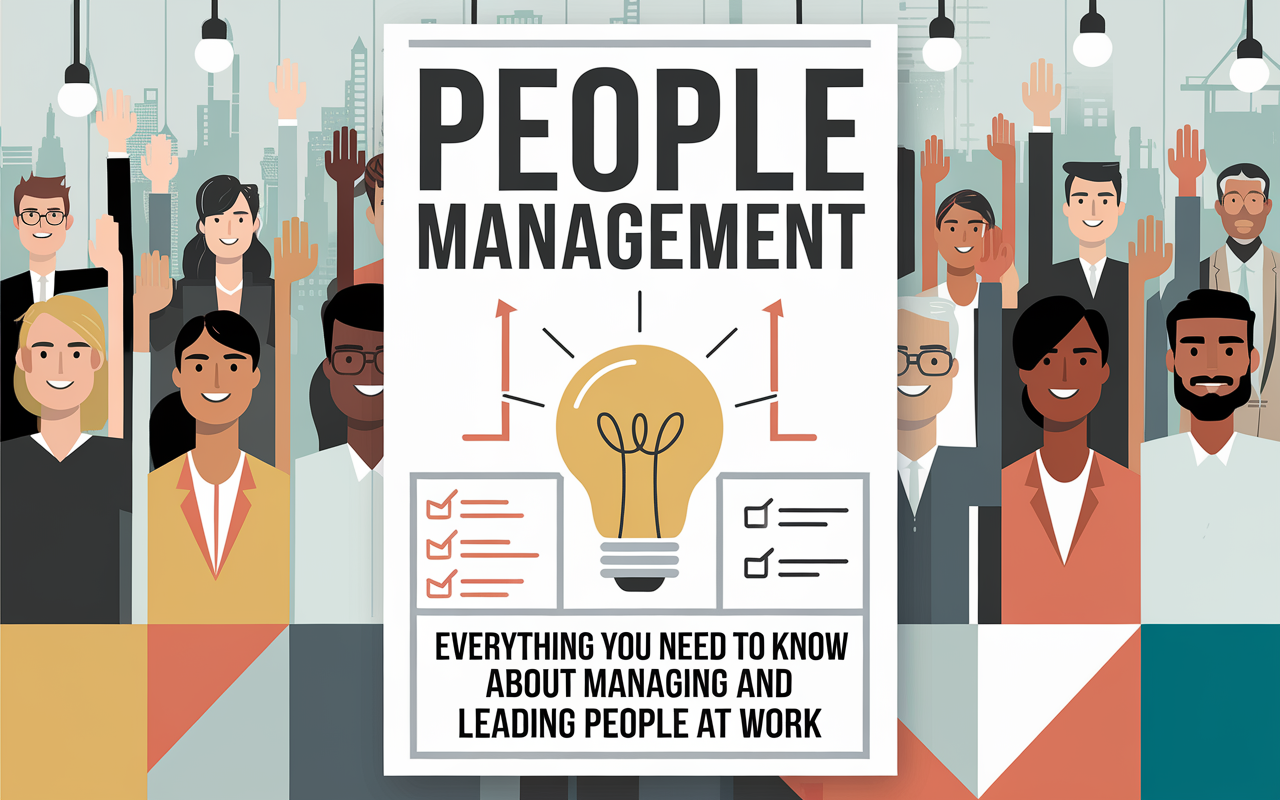 PEOPLE
MANAGEMENT
EVERYTHING YOU NEED TO KNOW
ABOUT MANAGING AND
LEADING PEOPLE AT WORK